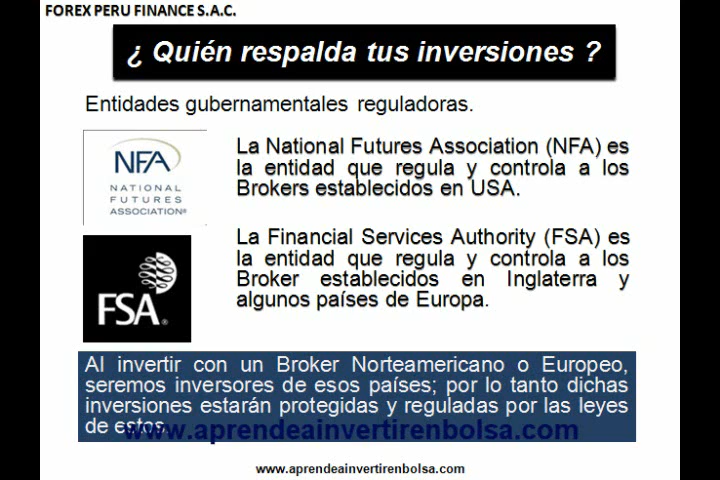 FOREX PERU FINANCE S.A.C.
¿ Quién respalda tus inversiones ?
Entidades gubernamentales reguladoras.
NFA
NATIONAL
FUTURES
ASSOCIATION®
La National Futures Association (NFA) es
la entidad que regula y controla a los
Brokers establecidos en USA.
FSA®
La Financial Services Authority (FSA) es
la entidad que regula y controla a los
Broker establecidos en Inglaterra y
algunos países de Europa.
Al invertir con un Broker Norteamericano o Europeo,
seremos inversores de esos países; por lo tanto dichas
inversiones estarán protegidas y reguladas por las leyes
de estos.
www.aprendeainvertirenbolsa.com
www.aprendeainvertirenbolsa.com